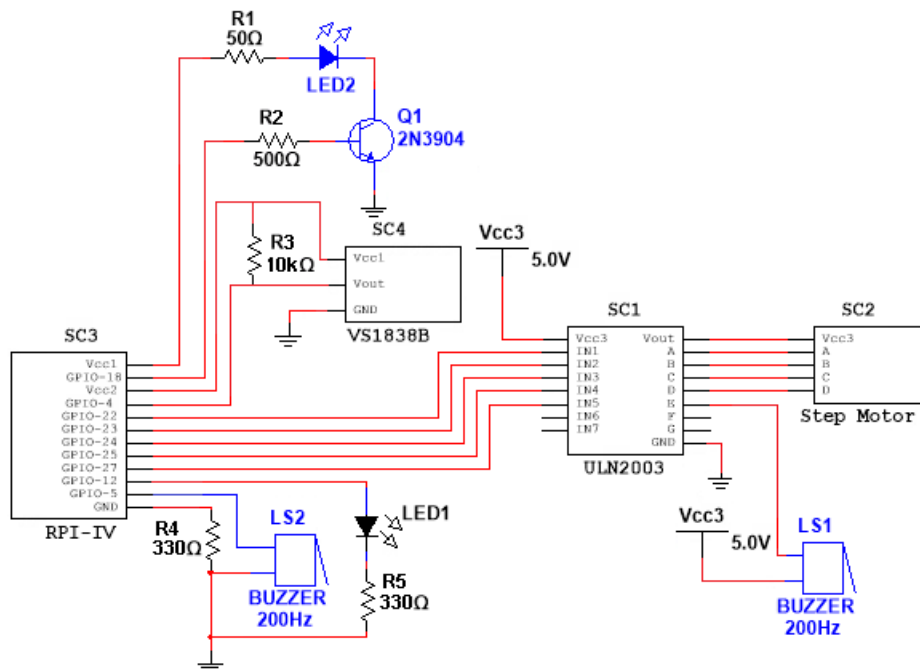 R1
50Ω
LED2
R2
500Ω
Q1
2N3904
R3
10kΩ
SC4
Vcc1
Vout
GND
VS1838B
Vcc3
5.0V
SC3
Vcc1
GPIO-18
Vcc2
GPIO-4
GPIO-22
GPIO-23
GPIO-24
GPIO-25
GPIO-27
GPIO-12
GPIO-5
GND
RPI-IV
SC1
Vcc3
IN1
IN2
IN3
IN4
IN5
IN6
IN7
Vout
A
B
C
D
E
F
G
GND
ULN2003
SC2
Vcc3
A
B
C
D
Step Motor
R4
330Ω
LS2
BUZZER
200Hz
LED1
R5
330Ω
Vcc3
5.0V
LS1
BUZZER
200Hz